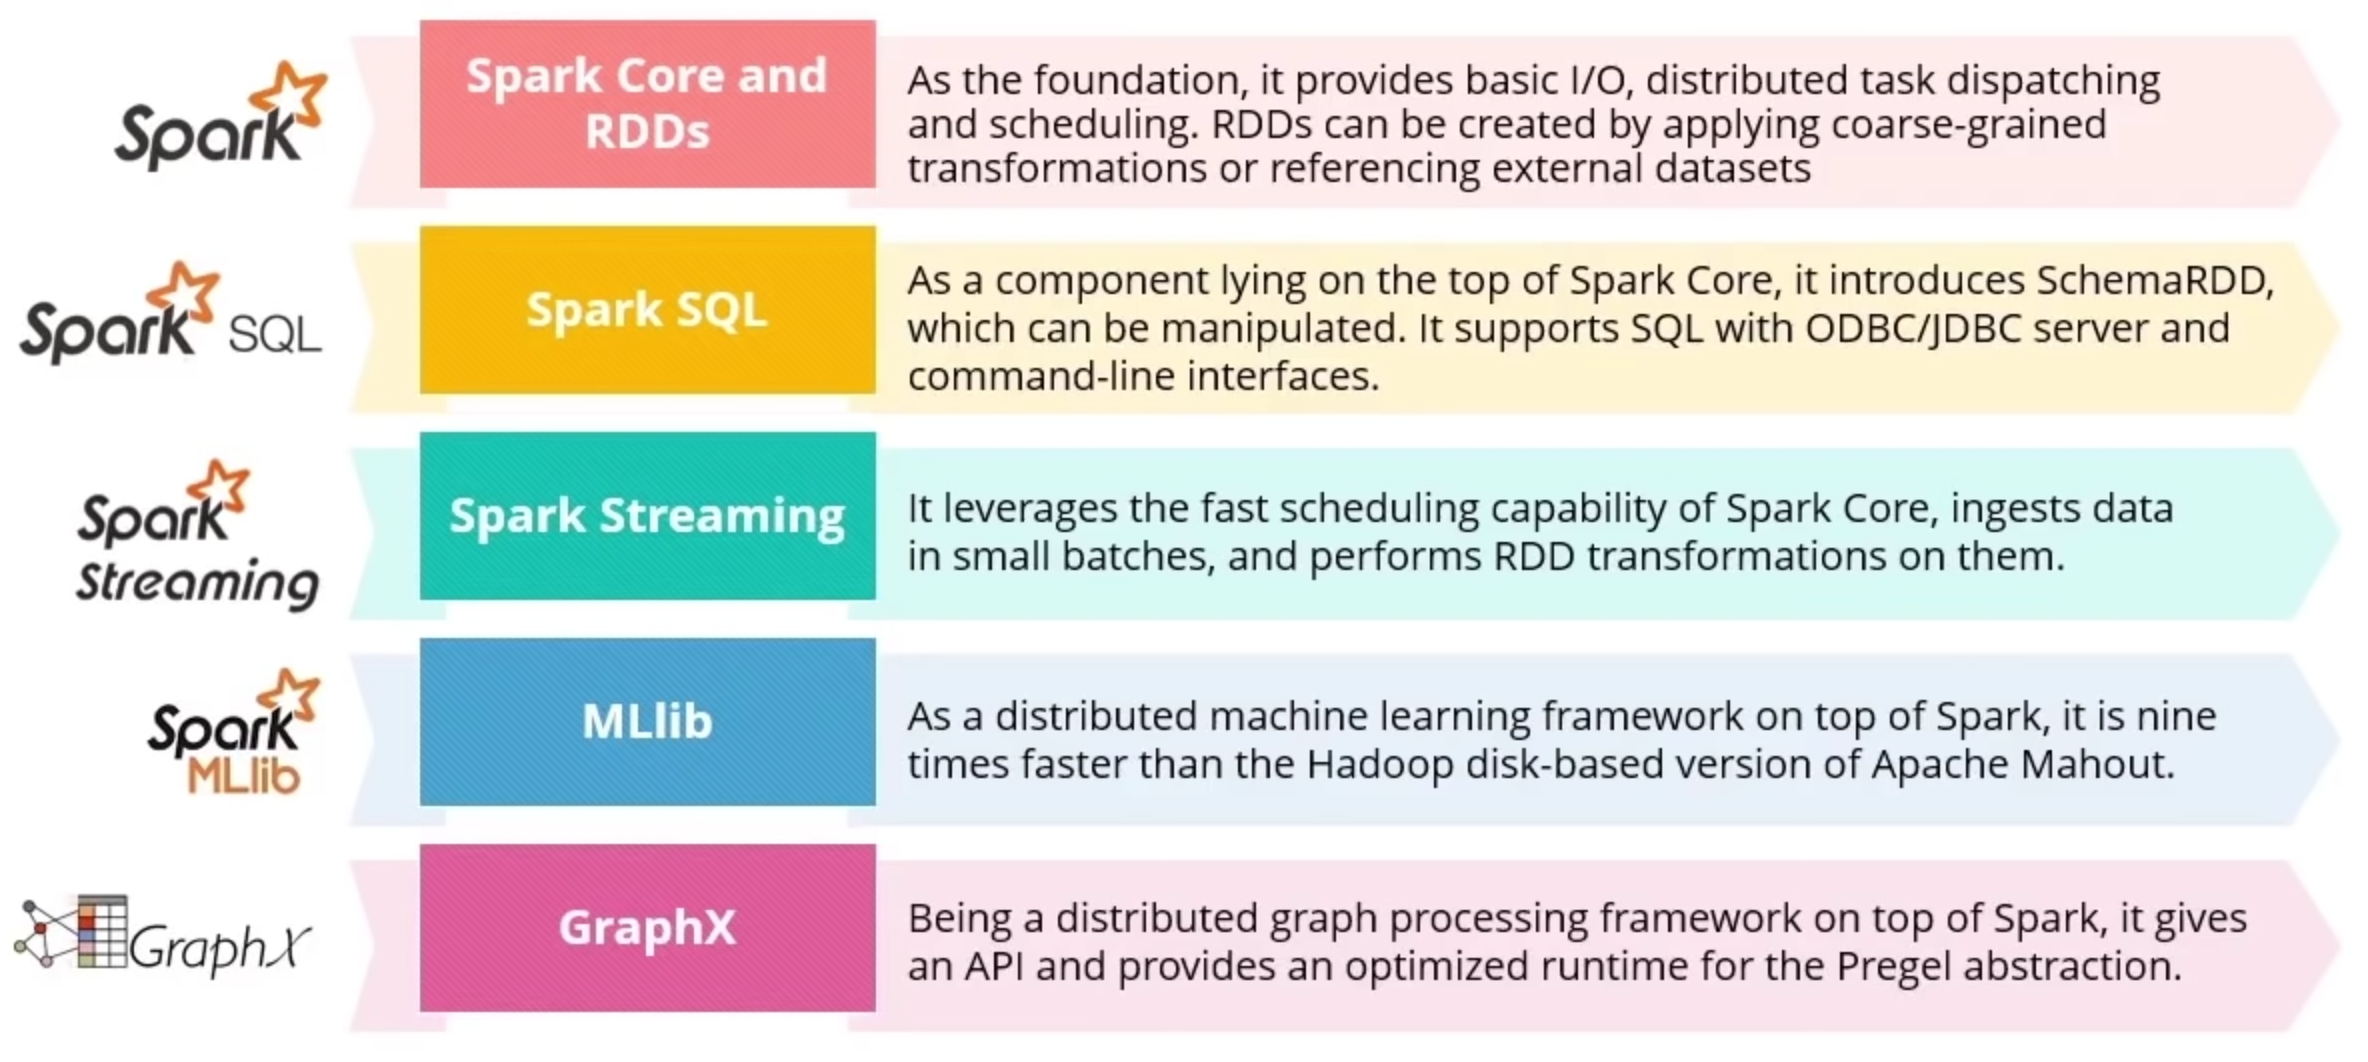 Spark
Spark Core and
RDDs
As the foundation, it provides basic I/O, distributed task dispatching
and scheduling. RDDs can be created by applying coarse-grained
transformations or referencing external datasets
Spark SQL
Spark SQL
As a component lying on the top of Spark Core, it introduces SchemaRDD,
which can be manipulated. It supports SQL with ODBC/JDBC server and
command-line interfaces.
Spark
Streaming
Spark Streaming
It leverages the fast scheduling capability of Spark Core, ingests data
in small batches, and performs RDD transformations on them.
Spark
MLlib
MLlib
As a distributed machine learning framework on top of Spark, it is nine
times faster than the Hadoop disk-based version of Apache Mahout.
GraphX
GraphX
Being a distributed graph processing framework on top of Spark, it gives
an API and provides an optimized runtime for the Pregel abstraction.